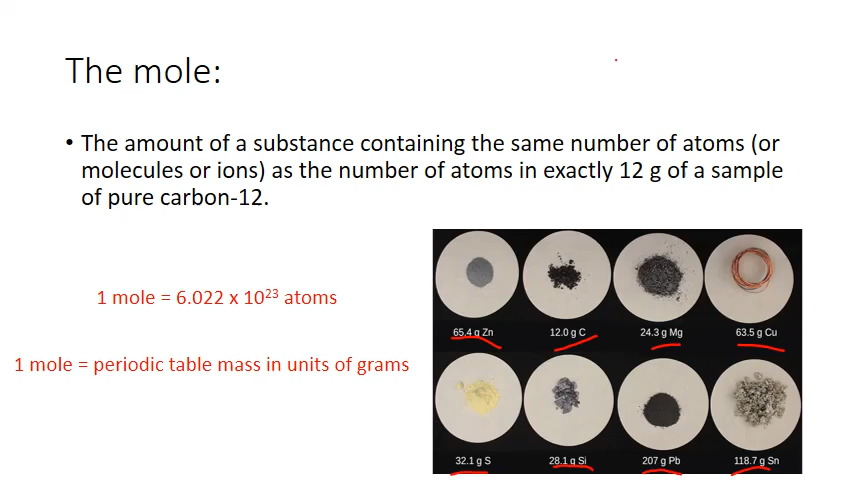 The mole:
• The amount of a substance containing the same number of atoms (or
molecules or ions) as the number of atoms in exactly 12 g of a sample
of pure carbon-12.
1 mole = 6.022 x 10²³ atoms
1 mole = periodic table mass in units of grams
65.4 g Zn
12.0 g C
24.3 g Mg
63.5 g Cu
32.1 g S
28.1 g Si
207 g Pb
118.7 g Sn